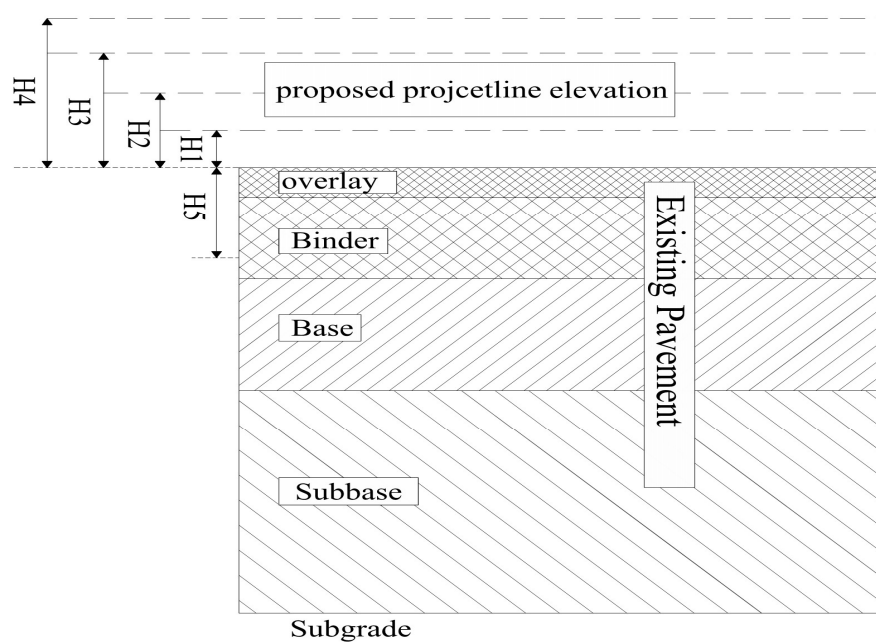 H4
H3
H2
H1
H5
proposed projcetline elevation
overlay
Binder
Base
Subbase
Existing Pavement
Subgrade